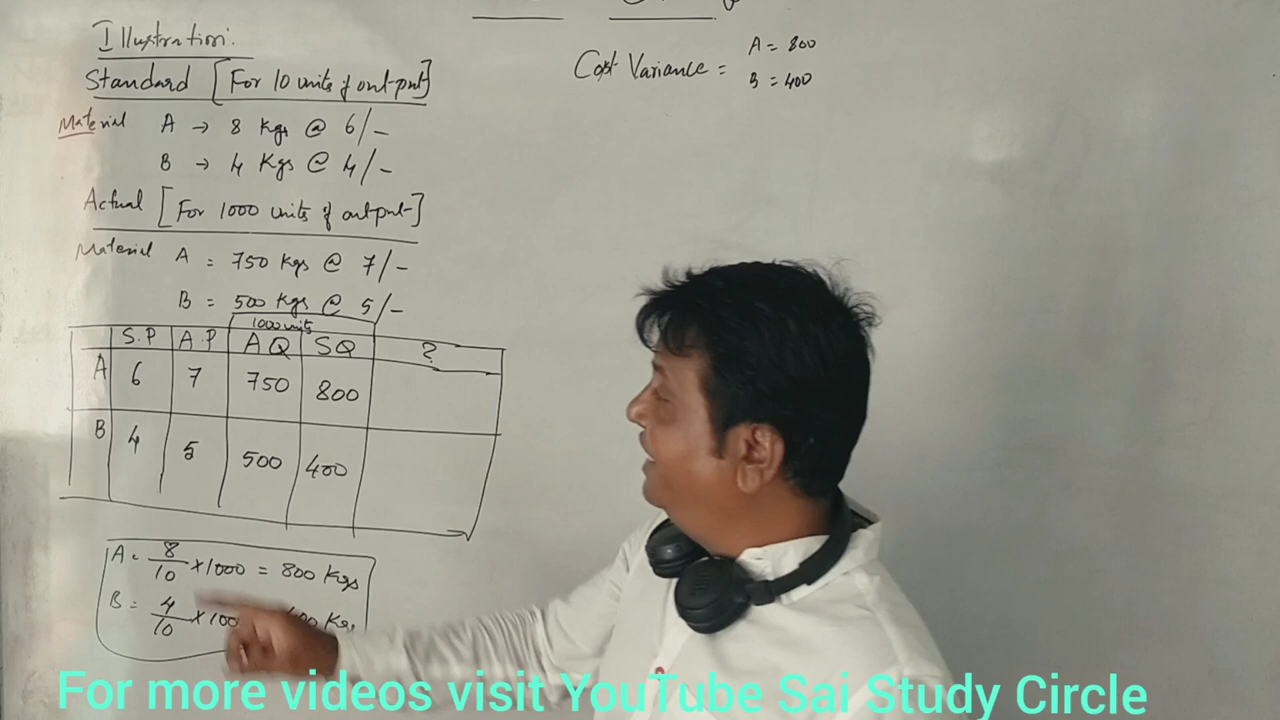 Illustration.
Standard [For 10 units of out-put]
Material A → 8 Kgs @ 6/-
B → 4 Kgs @ 4/-
Actual [For 1000 units of output]
Material A = 750 Kgs @ 7/-
B = 500 Kgs @ 5/-
1000 units
S.P A.P AQ SQ ?
A 6 7 750 800
B 4 5 500 400
A = 8/10 × 1000 = 800 Kgs
B = 4/10 × 100 Kgs
Cost Variance =
A = 800
B = 400
For more videos visit YouTube Sai Study Circle